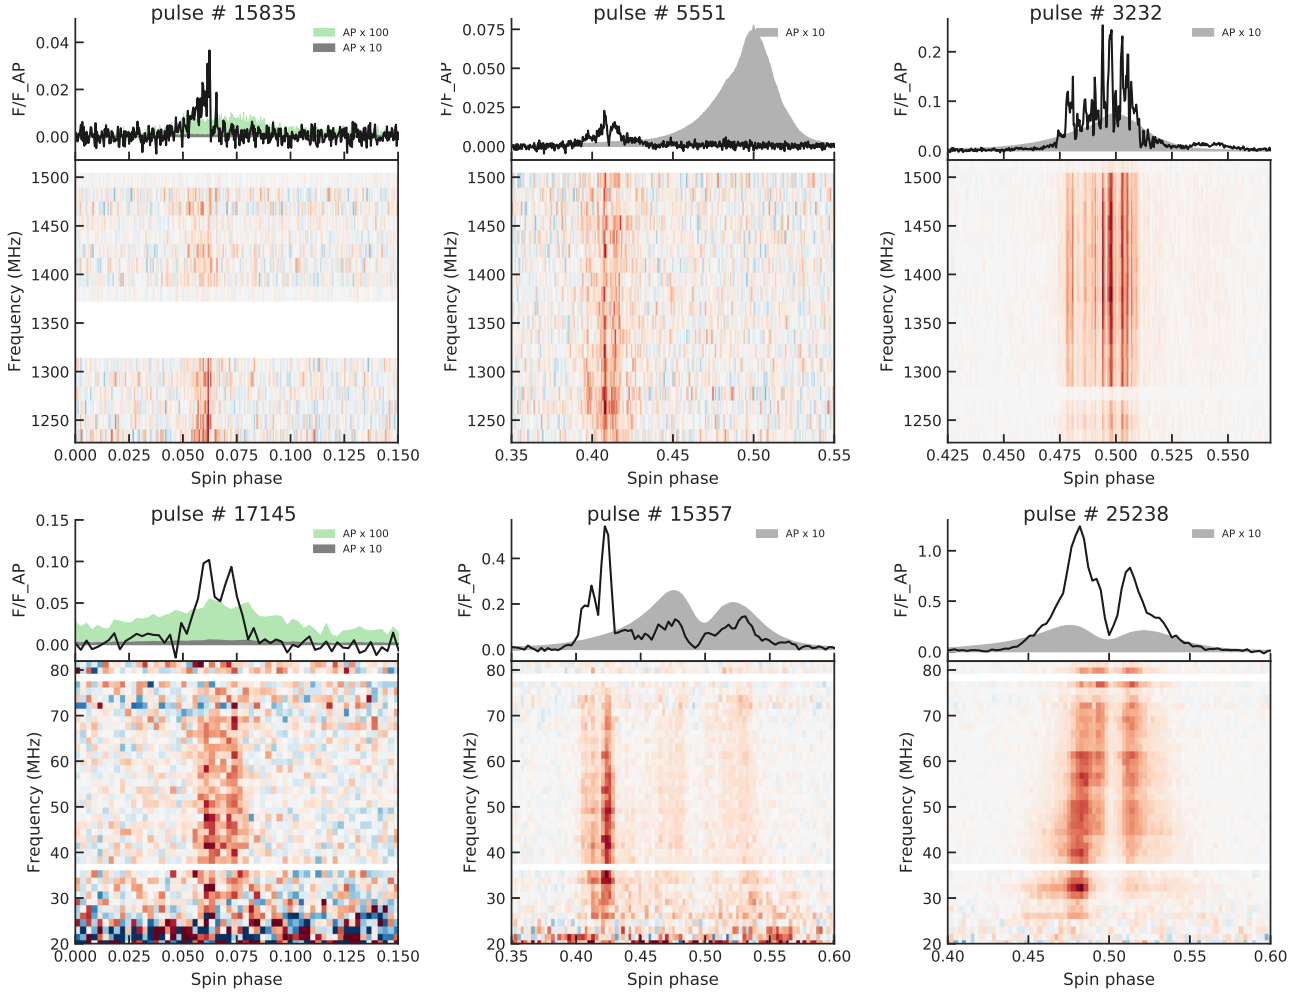 pulse # 15835
AP x 100
AP x 10
F/F_AP
0.04
0.02
0.00
Frequency (MHz)
1500
1450
1400
1350
1300
1250
0.000 0.025 0.050 0.075 0.100 0.125 0.150
Spin phase
pulse # 5551
AP x 10
F/F_AP
0.075
0.050
0.025
0.000
Frequency (MHz)
1500
1450
1400
1350
1300
1250
0.35 0.40 0.45 0.50 0.55
Spin phase
pulse # 3232
AP x 10
F/F_AP
0.2
0.1
0.0
Frequency (MHz)
1500
1450
1400
1350
1300
1250
0.425 0.450 0.475 0.500 0.525 0.550
Spin phase
pulse # 17145
AP x 100
AP x 10
F/F_AP
0.15
0.10
0.05
0.00
Frequency (MHz)
80
70
60
50
40
30
20
0.000 0.025 0.050 0.075 0.100 0.125 0.150
Spin phase
pulse # 15357
AP x 10
F/F_AP
0.4
0.2
0.0
Frequency (MHz)
80
70
60
50
40
30
20
0.35 0.40 0.45 0.50 0.55 0.60
Spin phase
pulse # 25238
AP x 10
F/F_AP
1.0
0.5
0.0
Frequency (MHz)
80
70
60
50
40
30
20
0.40 0.45 0.50 0.55 0.60
Spin phase